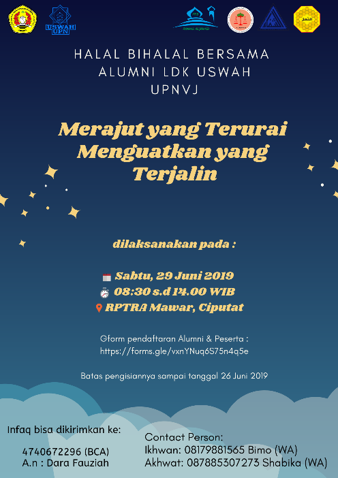 HALAL BIHALAL BERSAMA
ALUMNI LDK USWAH
UPNVJ
Merajut yang Terurai
Menguatkan yang
Terjalin
dilaksanakan pada :
Sabtu, 29 Juni 2019
08:30 s.d 14.00 WIB
RPTRA Mawar, Ciputat
Gform pendaftaran Alumni & Peserta :
https://forms.gle/vxnYNuq6S75n4q5e
Batas pengisiannya sampai tanggal 26 Juni 2019
Infaq bisa dikirimkan ke:
4740672296 (BCA)
A.n : Dara Fauziah
Contact Person:
Ikhwan: 08179881565 Bimo (WA)
Akhwat: 087885307273 Shabika (WA)